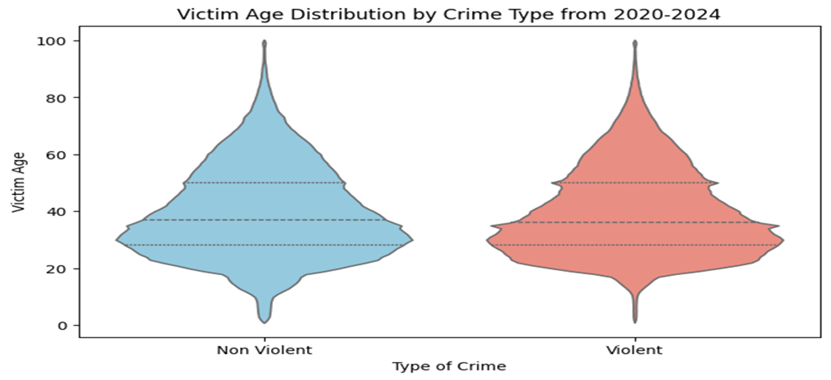 Victim Age Distribution by Crime Type from 2020-2024
Victim Age
100
80
60
40
20
0
Non Violent
Violent
Type of Crime